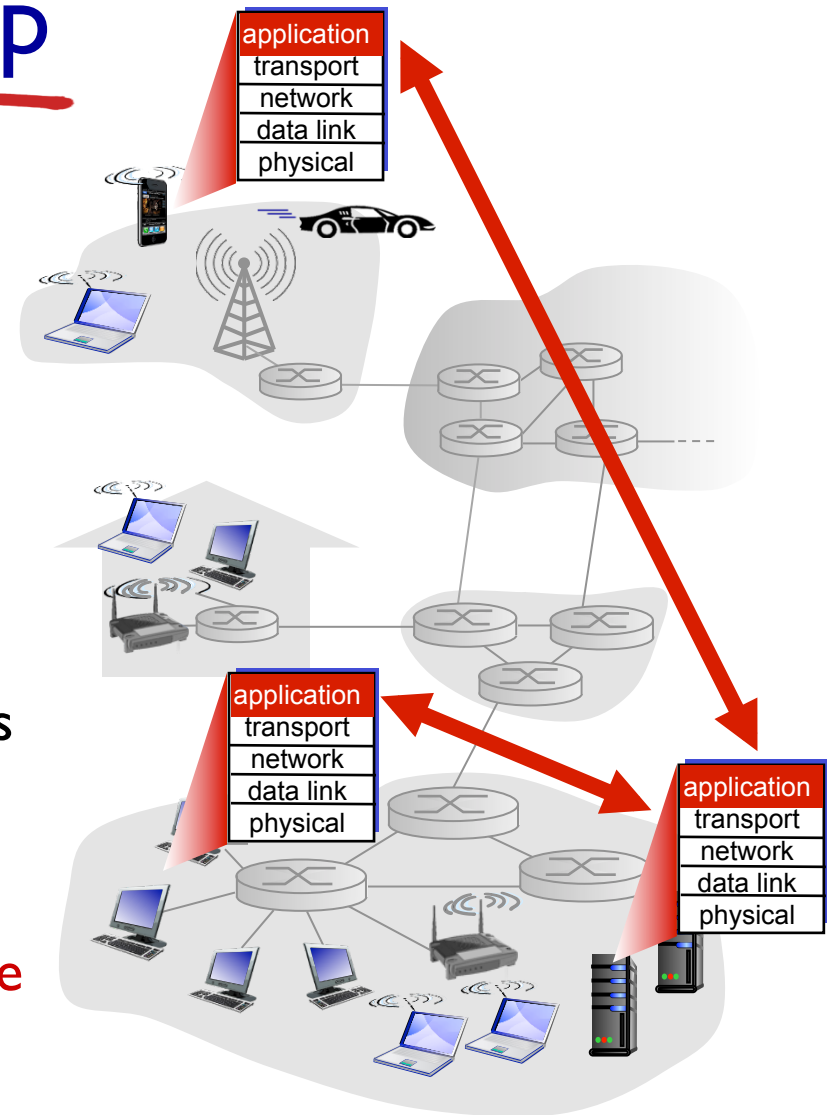 p
application
transport
network
data link
physical
s
application
transport
network
data link
physical
application
transport
network
data link
physical
e